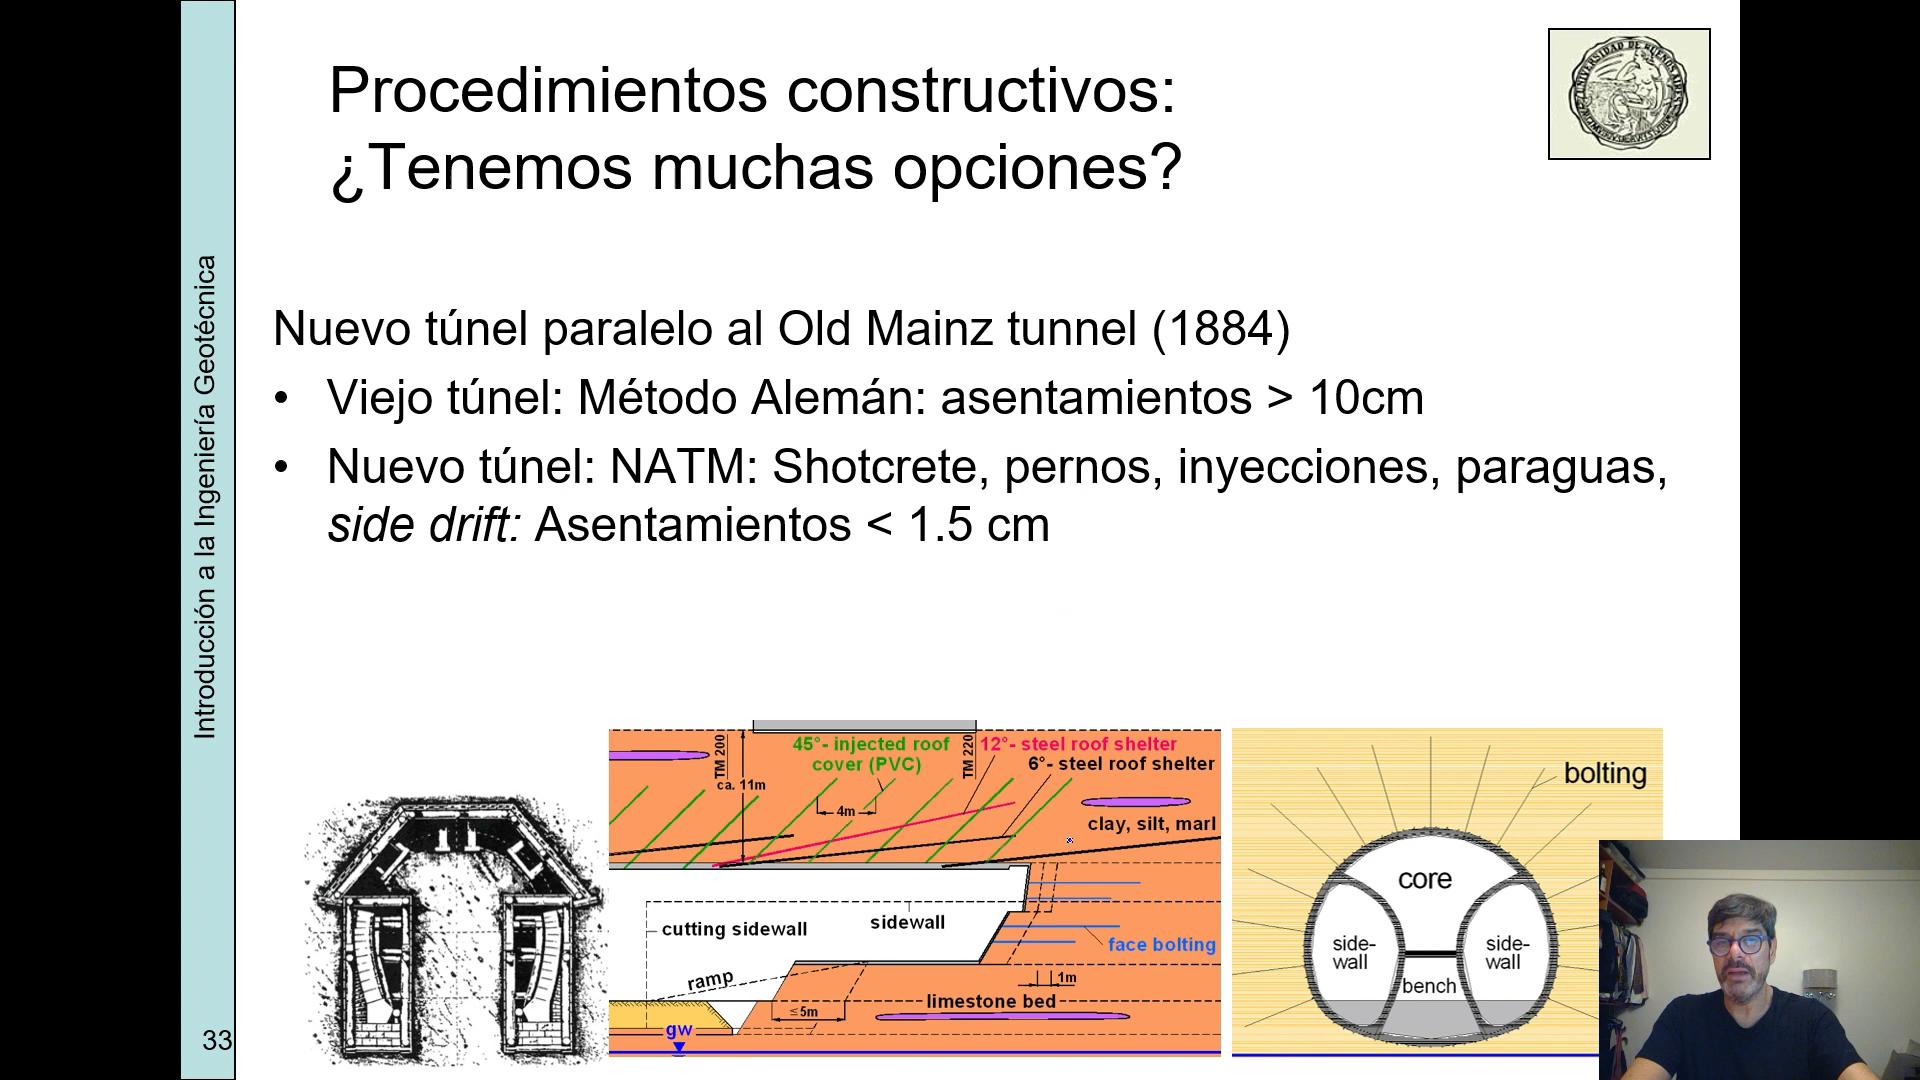 Procedimientos constructivos:
¿Tenemos muchas opciones?
UNIVERSIDAD DE BUENOS AIRES
Introducción a la Ingeniería Geotécnica
Nuevo túnel paralelo al Old Mainz tunnel (1884)
• Viejo túnel: Método Alemán: asentamientos > 10cm
• Nuevo túnel: NATM: Shotcrete, pernos, inyecciones, paraguas,
side drift: Asentamientos < 1.5 cm
TM 200
45°- injected roof
cover (PVC)
TM 220
12°- steel roof shelter
6°- steel roof shelter
ca. 11m
4m
clay, silt, marl
cutting sidewall
sidewall
face bolting
ramp
1m
limestone bed
≤5m
gw
bolting
core
side-
wall
side-
wall
bench
33